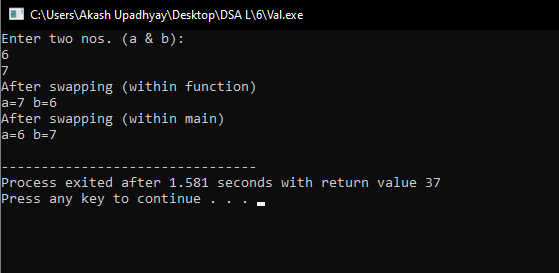 C:\Users\Akash Upadhyay\Desktop\DSA L\6\Val.exe
Enter two nos. (a & b):
6
7
After swapping (within function)
a=7 b=6
After swapping (within main)
a=6 b=7
--------------------------------
Process exited after 1.581 seconds with return value 37
Press any key to continue . . .